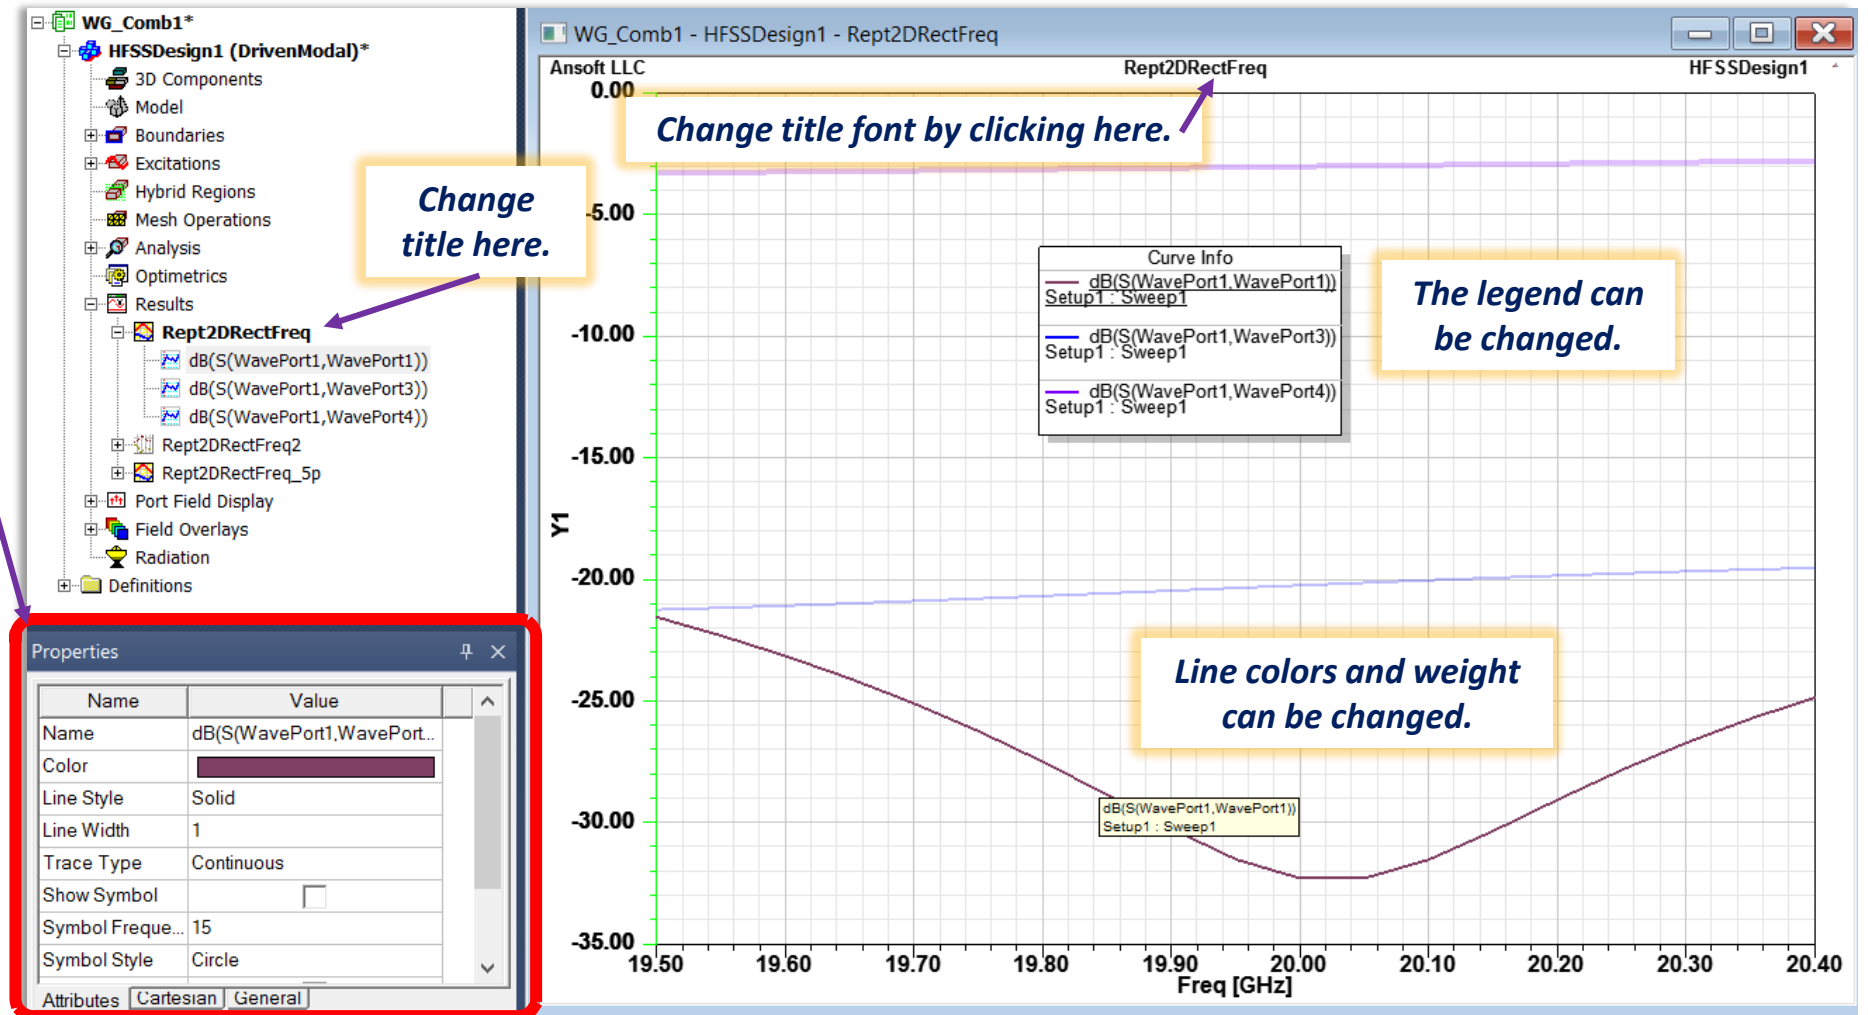 WG_Comb1*
HFSSDesign1 (DrivenModal)*
3D Components
Model
Boundaries
Excitations
Hybrid Regions
Mesh Operations
Analysis
Optimetrics
Results
Rept2DRectFreq
dB(S(WavePort1,WavePort1))
dB(S(WavePort1,WavePort3))
dB(S(WavePort1,WavePort4))
Rept2DRectFreq2
Rept2DRectFreq_5p
Port Field Display
Field Overlays
Radiation
Definitions
Change
title here.
Properties
Name Value
Name dB(S(WavePort1,WavePort...
Color
Line Style Solid
Line Width 1
Trace Type Continuous
Show Symbol
Symbol Freque... 15
Symbol Style Circle
Attributes Cartesian General
WG_Comb1 - HFSSDesign1 - Rept2DRectFreq
Ansoft LLC Rept2DRectFreq HFSSDesign1
Change title font by clicking here.
0.00
-5.00
-10.00
-15.00
-20.00
-25.00
-30.00
-35.00
Y1
Curve Info
dB(S(WavePort1,WavePort1))
Setup1 : Sweep1
dB(S(WavePort1,WavePort3))
Setup1 : Sweep1
dB(S(WavePort1,WavePort4))
Setup1 : Sweep1
The legend can
be changed.
Line colors and weight
can be changed.
dB(S(WavePort1,WavePort1))
Setup1 : Sweep1
19.50 19.60 19.70 19.80 19.90 20.00 20.10 20.20 20.30 20.40
Freq [GHz]